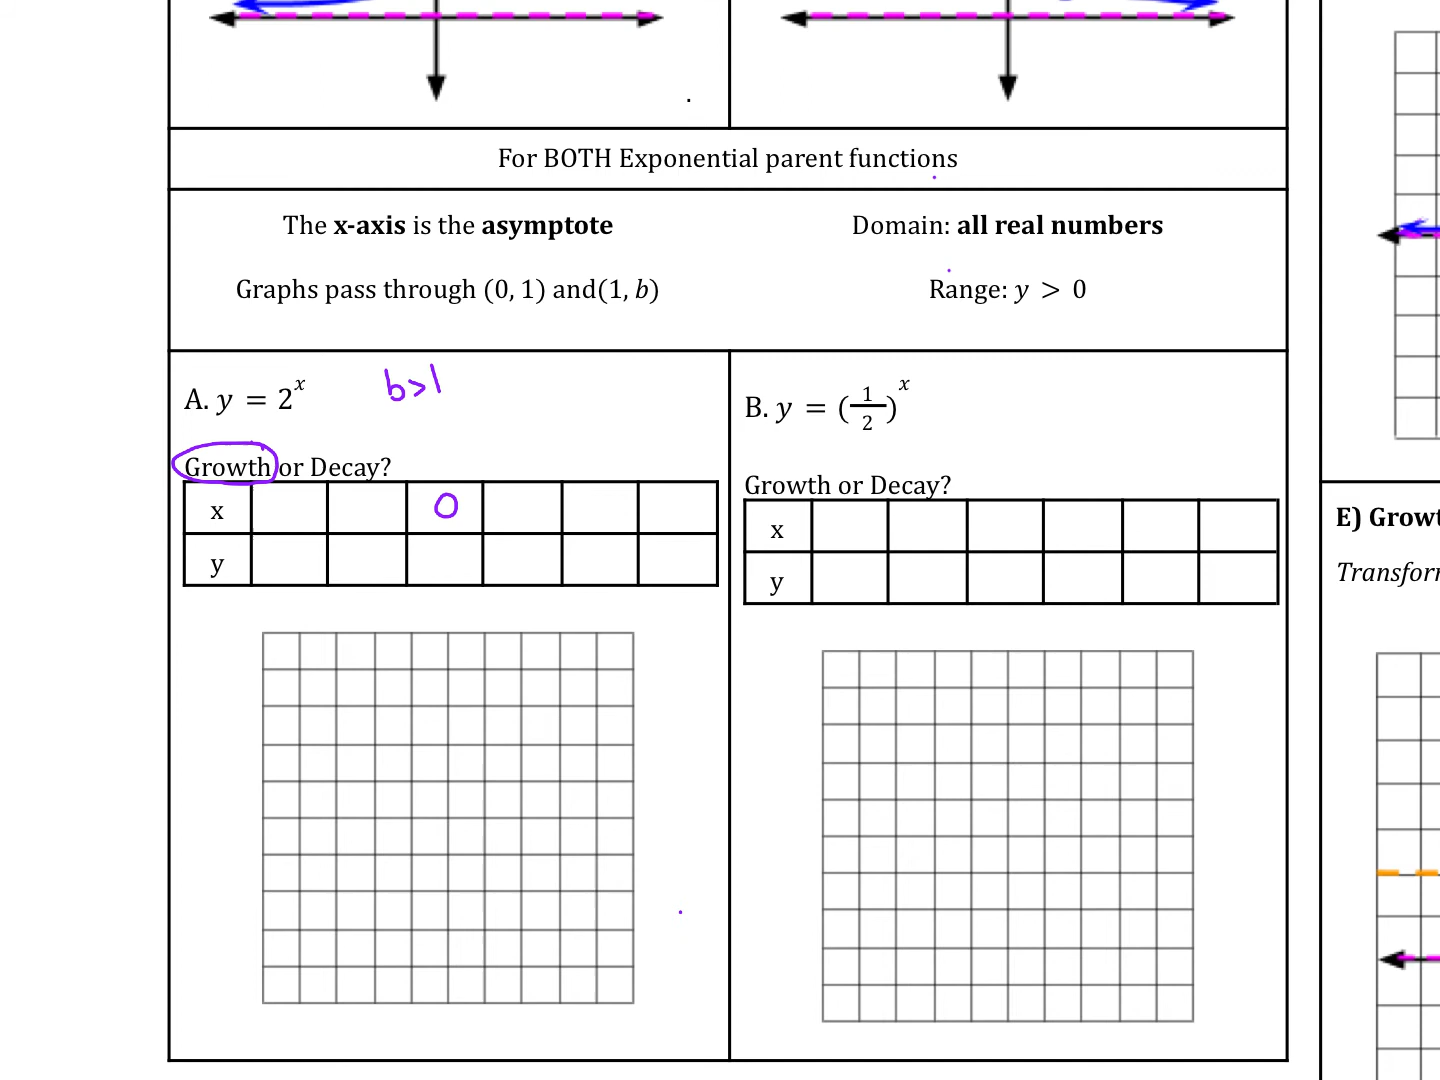 For BOTH Exponential parent functions
The x-axis is the asymptote
Graphs pass through (0, 1) and(1, b)
Domain: all real numbers
Range: y > 0
A. y = 2^x
b>1
Growth or Decay?
x 0
y
B. y = (1/2)^x
Growth or Decay?
x
y
E) Growt
Transfor